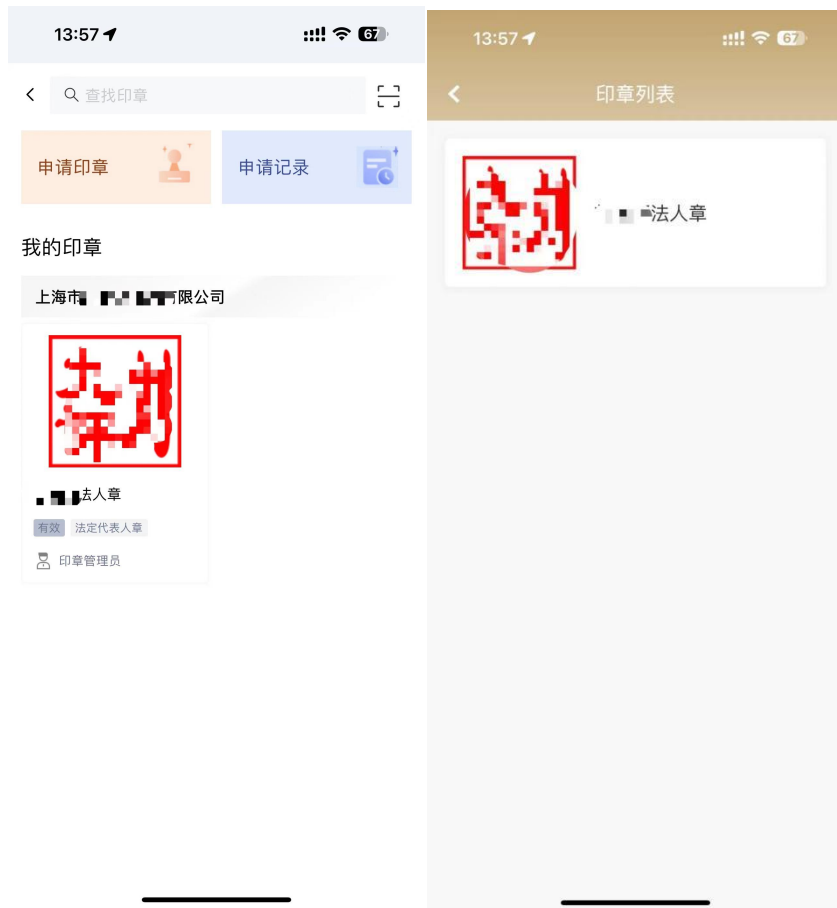 13:57
67
查找印章
申请印章
申请记录
我的印章
上海市
限公司
法人章
有效 法定代表人章
印章管理员
13:57
67
印章列表
法人章